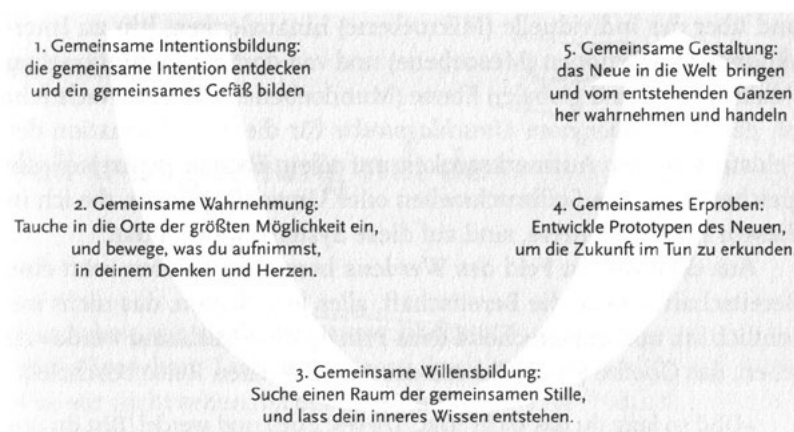 1. Gemeinsame Intentionsbildung:
die gemeinsame Intention entdecken
und ein gemeinsames Gefäß bilden
5. Gemeinsame Gestaltung:
das Neue in die Welt bringen
und vom entstehenden Ganzen
her wahrnehmen und handeln
2. Gemeinsame Wahrnehmung:
Tauche in die Orte der größten Möglichkeit ein,
und bewege, was du aufnimmst,
in deinem Denken und Herzen.
4. Gemeinsames Erproben:
Entwickle Prototypen des Neuen,
um die Zukunft im Tun zu erkunden
3. Gemeinsame Willensbildung:
Suche einen Raum der gemeinsamen Stille,
und lass dein inneres Wissen entstehen.